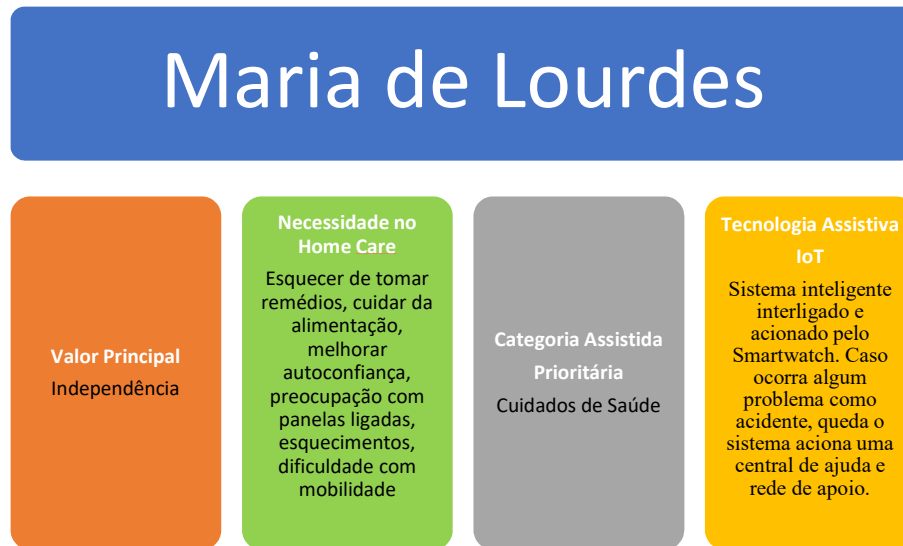 Maria de Lourdes
Valor Principal
Independência
Necessidade no
Home Care
Esquecer de tomar
remédios, cuidar da
alimentação,
melhorar
autoconfiança,
preocupação com
panelas ligadas,
esquecimentos,
dificuldade com
mobilidade
Categoria Assistida
Prioritária
Cuidados de Saúde
Tecnologia Assistiva
IoT
Sistema inteligente
interligado e
acionado pelo
Smartwatch. Caso
ocorra algum
problema como
acidente, queda o
sistema aciona uma
central de ajuda e
rede de apoio.